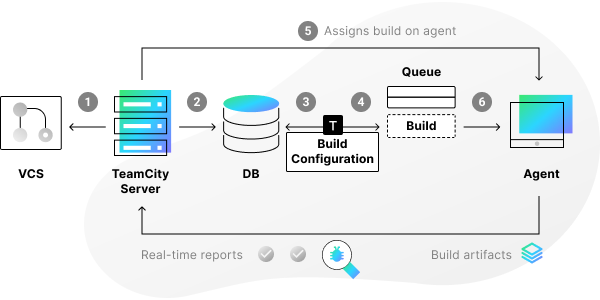 5 Assigns build on agent
Queue
1
2
3
4
6
T
Build
Build
Configuration
VCS
TeamCity
Server
DB
Agent
Real-time reports
Build artifacts